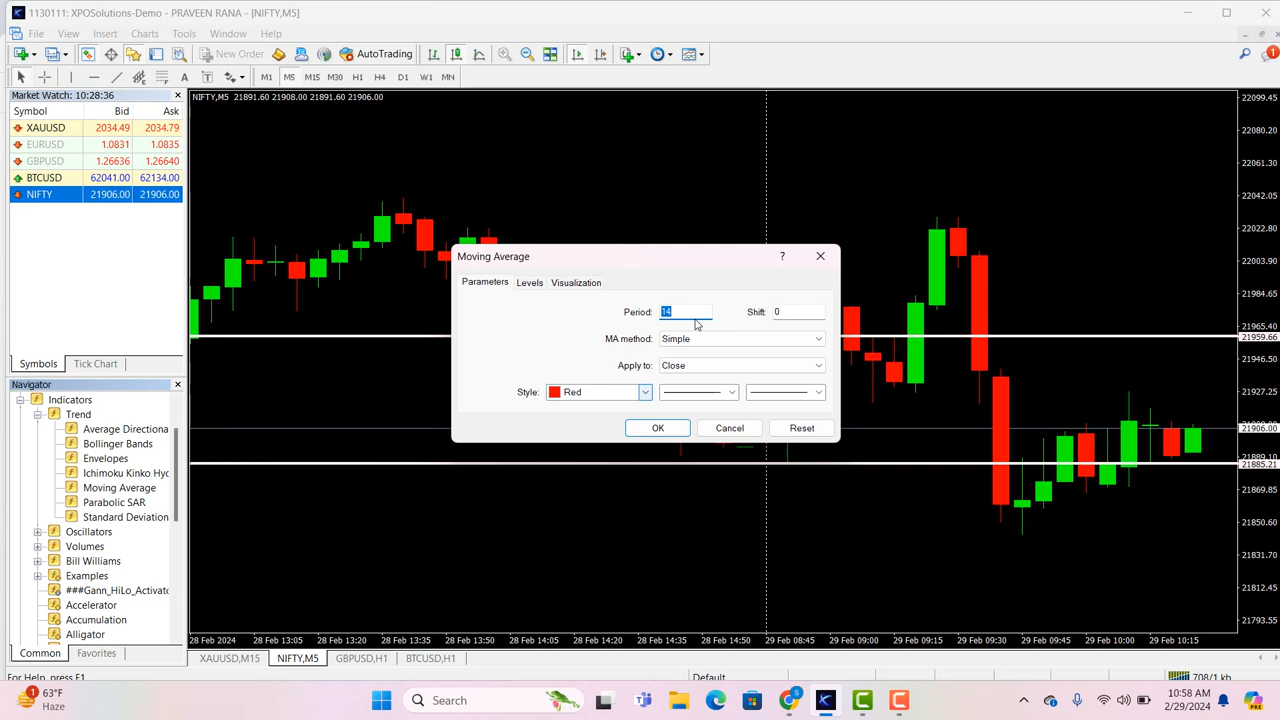 1130111: XPOSolutions-Demo - PRAVEEN RANA - [NIFTY,M5]
File View Insert Charts Tools Window Help
New Order AutoTrading
A T M1 M5 M15 M30 H1 H4 D1 W1 MN
Market Watch: 10:28:36
Symbol Bid Ask
XAUUSD 2034.49 2034.79
EURUSD 1.0831 1.0835
GBPUSD 1.26636 1.26640
BTCUSD 62041.00 62134.00
NIFTY 21906.00 21906.00
Symbols Tick Chart
Navigator
Indicators
Trend
Average Directiona
Bollinger Bands
Envelopes
Ichimoku Kinko Hyc
Moving Average
Parabolic SAR
Standard Deviation
Oscillators
Volumes
Bill Williams
Examples
###Gann_HiLo_Activato
Accelerator
Accumulation
Alligator
Common Favorites
NIFTY,M5 21891.60 21908.00 21891.60 21906.00
22099.45
22080.20
22061.30
22042.05
22022.80
22003.90
21984.65
21965.40
21959.66
21946.50
21927.25
21906.00
21889.10
21885.21
21869.85
21850.60
21831.70
21812.45
21793.55
Moving Average ?
Parameters Levels Visualization
Period: 14 Shift: 0
MA method: Simple
Apply to: Close
Style: Red
OK Cancel Reset
28 Feb 2024 28 Feb 13:05 28 Feb 13:20 28 Feb 13:35 28 Feb 13:50 28 Feb 14:05 28 Feb 14:20 28 Feb 14:35 28 Feb 14:50 29 Feb 08:45 29 Feb 09:00 29 Feb 09:15 29 Feb 09:30 29 Feb 09:45 29 Feb 10:00 29 Feb 10:15
XAUUSD,M15 NIFTY,M5 GBPUSD,H1 BTCUSD,H1
For Help, press F1 Default 708/1 kb
63°F
Haze
Search
10:58 AM
2/29/2024